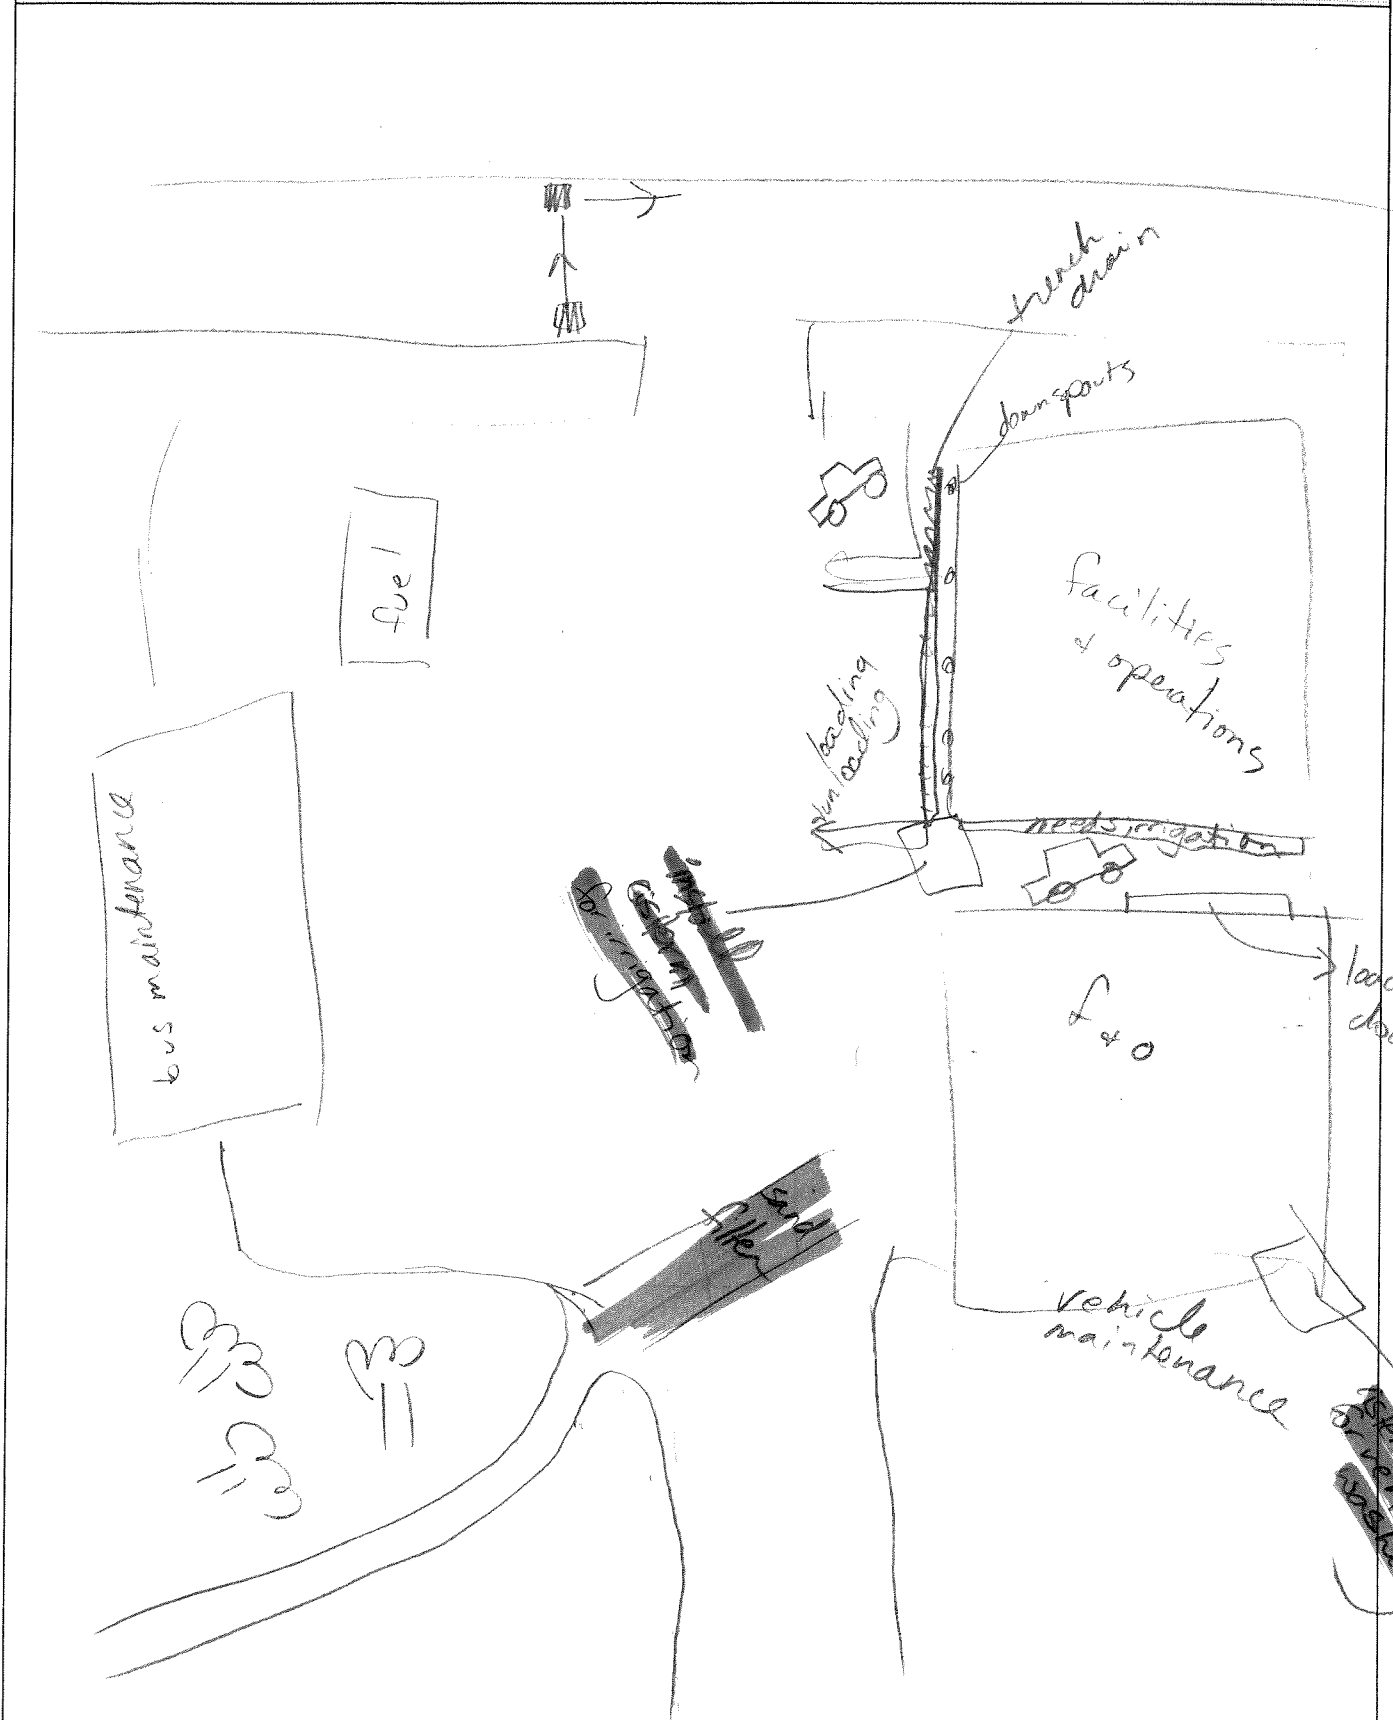 trench
drain
downspouts
fuel
facilities
& operations
loading
unloading
needs irrigation
bus maintenance
install
cistern
for irrigation
f
& o
sand
filter
vehicle
maintenance